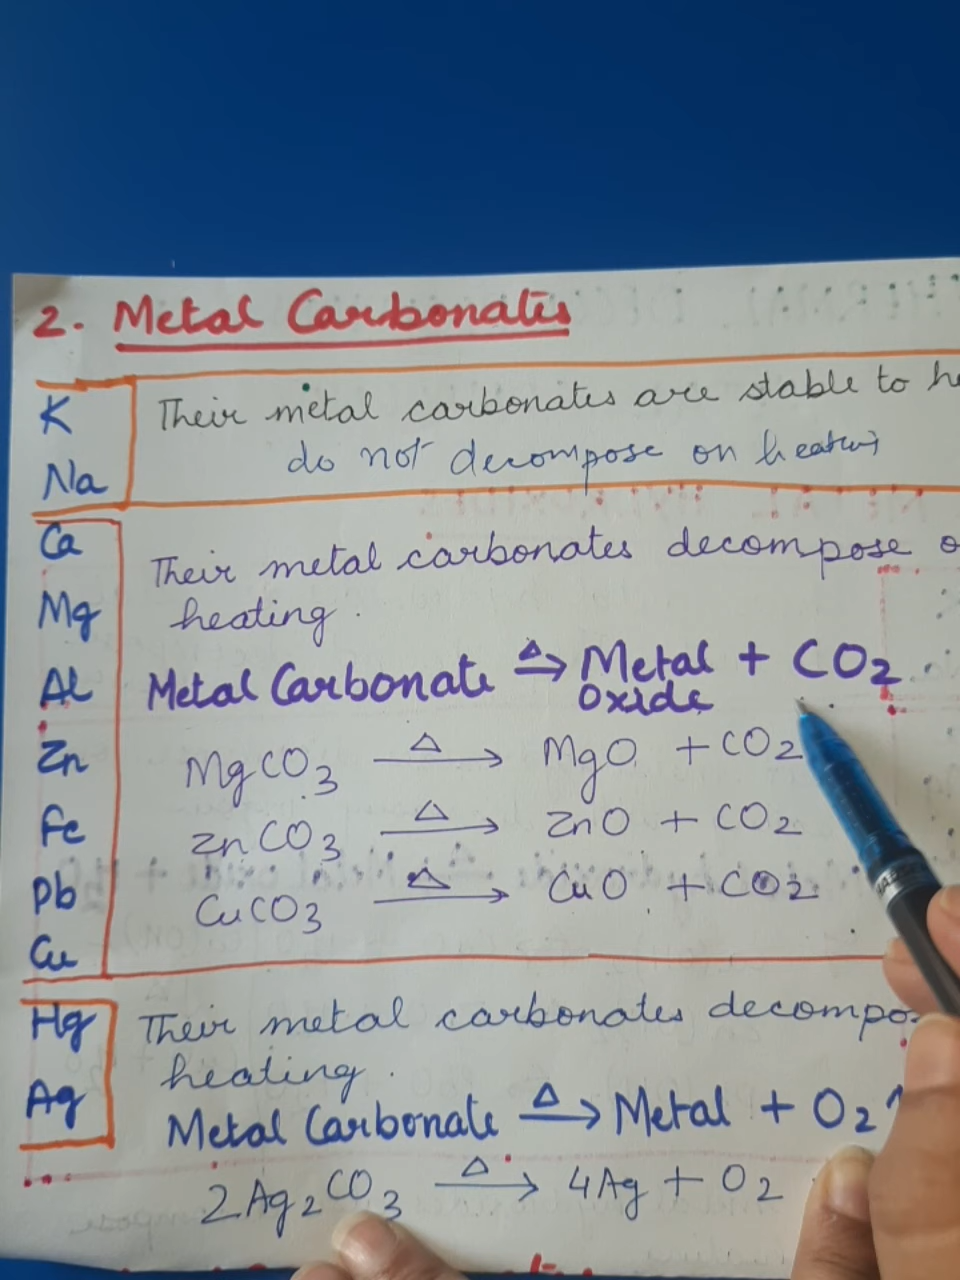 2. Metal Carbonates
K
Na
Their metal carbonates are stable to he
do not decompose on heating
Ca
Mg
Al
Zn
Fe
Pb
Cu
Their metal carbonates decompose o
heating.
Metal Carbonate △→ Metal Oxide + CO2
MgCO3 △→ MgO + CO2
ZnCO3 △→ ZnO + CO2
CuCO3 △→ CuO + CO2
Hg
Ag
Their metal carbonates decompo
heating.
Metal Carbonate △→ Metal + O2↑
2Ag2CO3 △→ 4Ag + O2